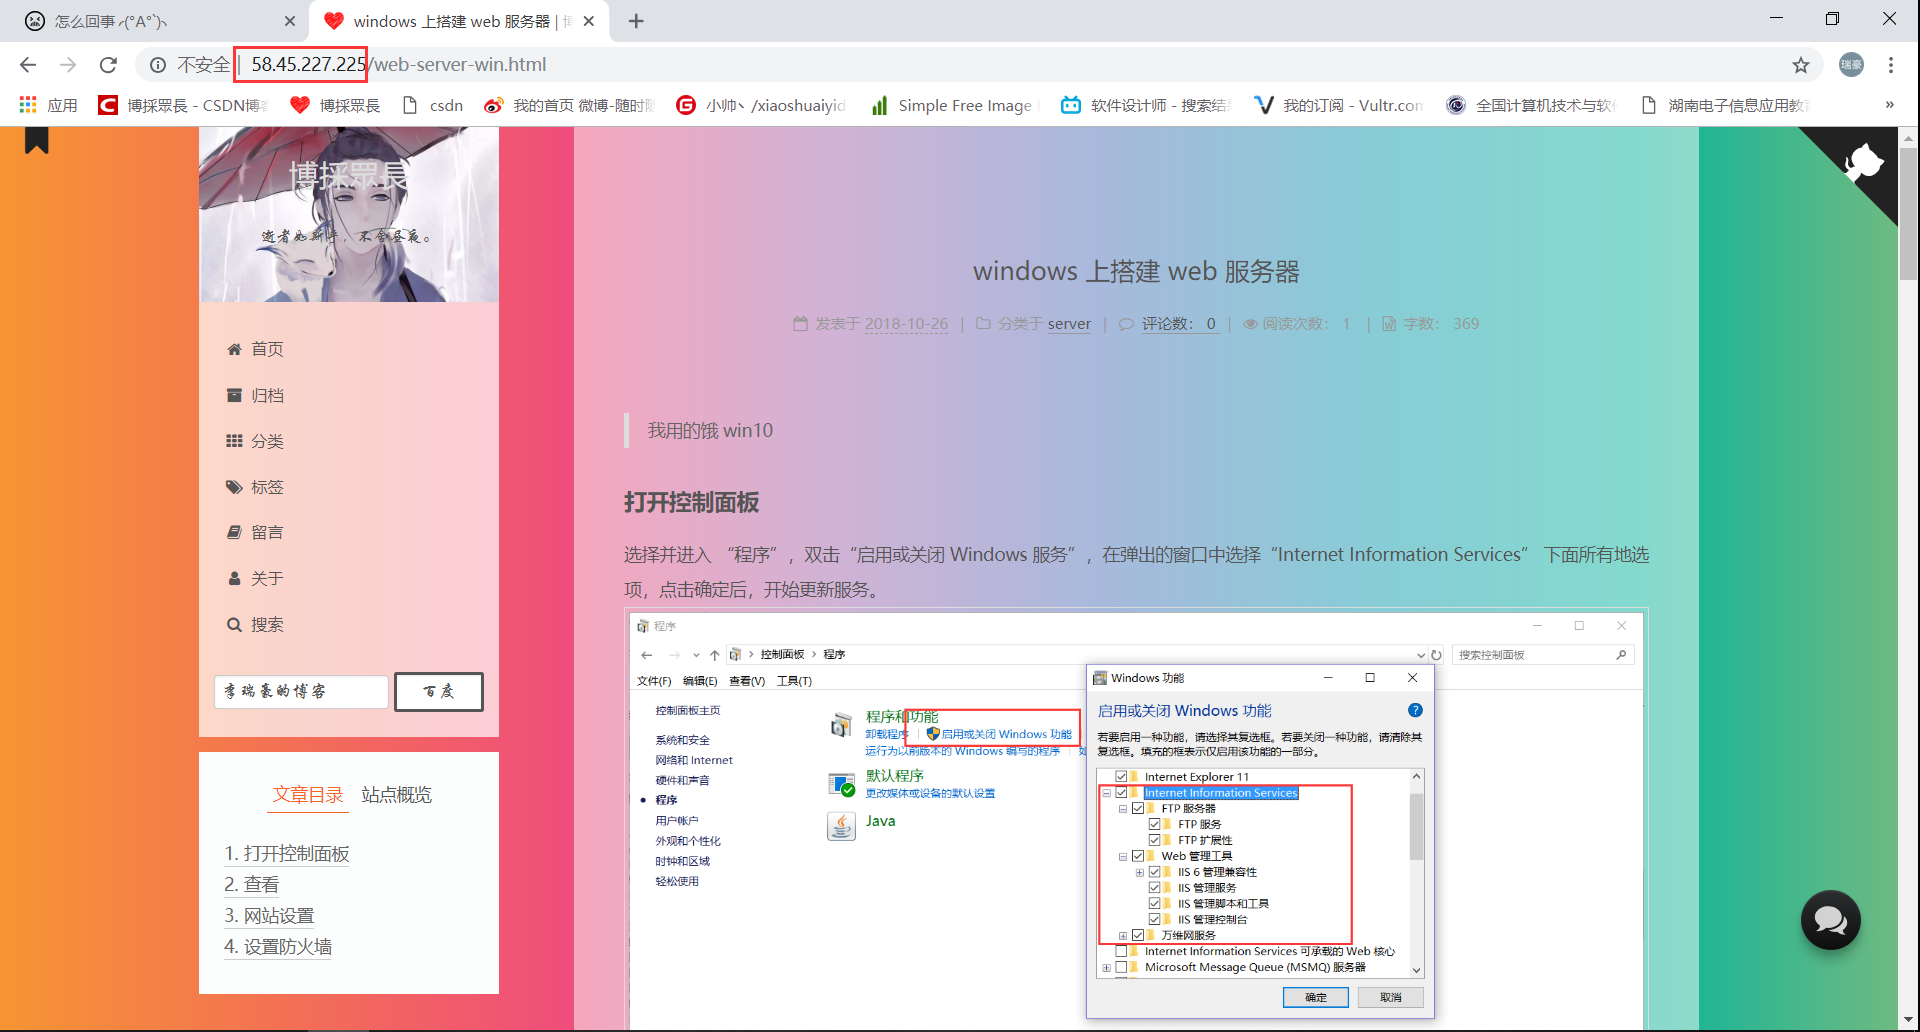 怎么回事╭(°A°`)╮
windows 上搭建 web 服务器 | 博
不安全 | 58.45.227.225/web-server-win.html
瑞豪
应用
博採眾長 - CSDN博客
博採眾長
csdn
我的首页 微博-随时随
小帅丶/xiaoshuaiyid
Simple Free Image
软件设计师 - 搜索结果
我的订阅 - Vultr.com
全国计算机技术与软件
湖南电子信息应用教育
»
博採眾長
逝者如斯乎，不舍昼夜。
首页
归档
分类
标签
留言
关于
搜索
李瑞豪的博客
百度
文章目录 站点概览
1. 打开控制面板
2. 查看
3. 网站设置
4. 设置防火墙
windows 上搭建 web 服务器
发表于 2018-10-26 | 分类于 server | 评论数： 0 | 阅读次数： 1 | 字数： 369
我用的饿 win10
打开控制面板
选择并进入 “程序”，双击“启用或关闭 Windows 服务”，在弹出的窗口中选择“Internet Information Services” 下面所有地选
项，点击确定后，开始更新服务。
程序
控制面板 › 程序
搜索控制面板
文件(F) 编辑(E) 查看(V) 工具(T)
控制面板主页
系统和安全
网络和 Internet
硬件和声音
程序
用户帐户
外观和个性化
时钟和区域
轻松使用
程序和功能
卸载程序 | 启用或关闭 Windows 功能
运行为以前版本的 Windows 编写的程序 | 如
默认程序
更改媒体或设备的默认设置
Java
Windows 功能
启用或关闭 Windows 功能
若要启用一种功能，请选择其复选框。若要关闭一种功能，请清除其
复选框。填充的框表示仅启用该功能的一部分。
Internet Explorer 11
Internet Information Services
FTP 服务器
FTP 服务
FTP 扩展性
Web 管理工具
IIS 6 管理兼容性
IIS 管理服务
IIS 管理脚本和工具
IIS 管理控制台
万维网服务
Internet Information Services 可承载的 Web 核心
Microsoft Message Queue (MSMQ) 服务器
确定 取消